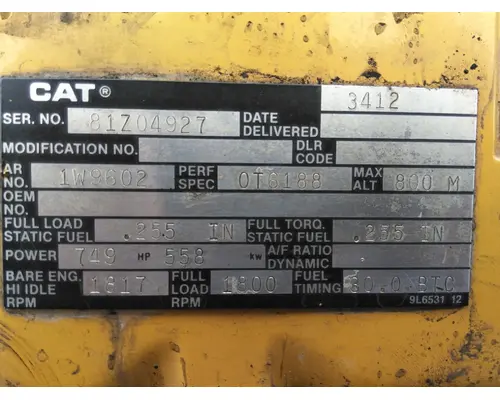 CAT® 3412
SER. NO. 81Z04927 DATE DELIVERED
MODIFICATION NO. DLR CODE
AR NO. 1W9602 PERF SPEC 0T6188 MAX ALT 800 M
OEM NO.
FULL LOAD STATIC FUEL .255 IN FULL TORQ. STATIC FUEL .255 IN
POWER 749 HP 558 kW A/F RATIO DYNAMIC
BARE ENG. HI IDLE RPM 1817 FULL LOAD RPM 1800 FUEL TIMING 30.0 BTC
9L6531 12